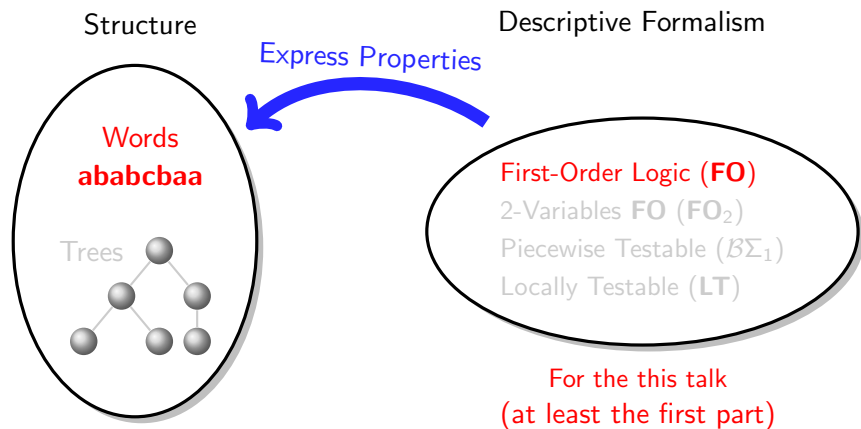 Structure
Descriptive Formalism
Express Properties
Words
ababcbaa
Trees
First-Order Logic (FO)
2-Variables FO (FO₂)
Piecewise Testable (ℬΣ₁)
Locally Testable (LT)
For the this talk
(at least the first part)